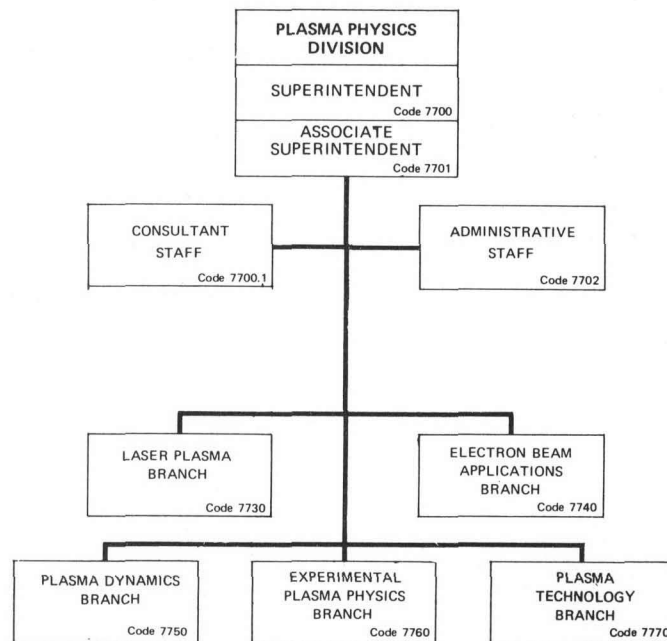 PLASMA PHYSICS
DIVISION
SUPERINTENDENT
Code 7700
ASSOCIATE
SUPERINTENDENT
Code 7701
CONSULTANT
STAFF
Code 7700.1
ADMINISTRATIVE
STAFF
Code 7702
LASER PLASMA
BRANCH
Code 7730
ELECTRON BEAM
APPLICATIONS
BRANCH
Code 7740
PLASMA DYNAMICS
BRANCH
Code 7750
EXPERIMENTAL
PLASMA PHYSICS
BRANCH
Code 7760
PLASMA
TECHNOLOGY
BRANCH
Code 7770